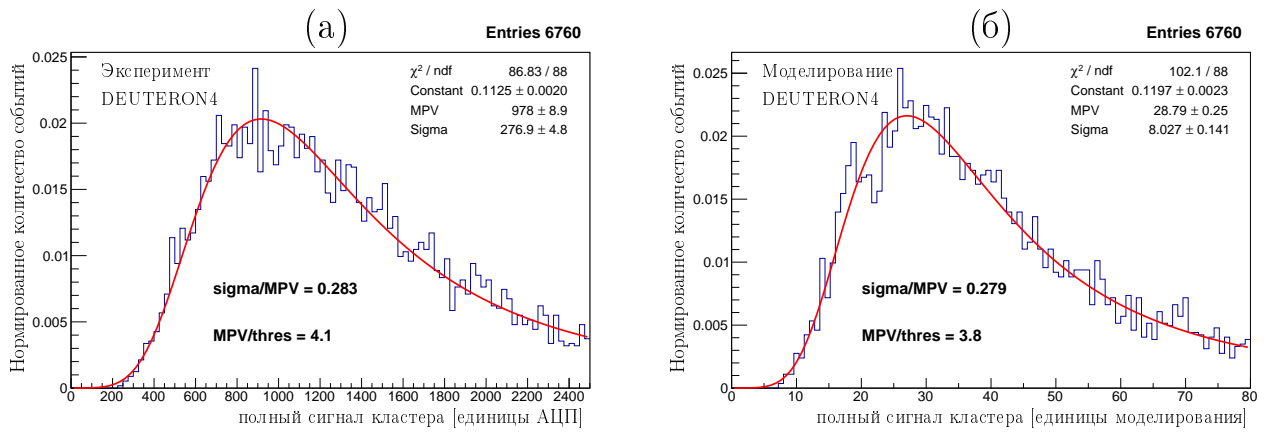 (а)
Entries 6760
Эксперимент
DEUTERON4
χ² / ndf 86.83 / 88
Constant 0.1125 ± 0.0020
MPV 978 ± 8.9
Sigma 276.9 ± 4.8
sigma/MPV = 0.283
MPV/thres = 4.1
Нормированное количество событий
0.025
0.02
0.015
0.01
0.005
0
0 200 400 600 800 1000 1200 1400 1600 1800 2000 2200 2400
полный сигнал кластера [единицы АЦП]
(б)
Entries 6760
Моделирование
DEUTERON4
χ² / ndf 102.1 / 88
Constant 0.1197 ± 0.0023
MPV 28.79 ± 0.25
Sigma 8.027 ± 0.141
sigma/MPV = 0.279
MPV/thres = 3.8
Нормированное количество событий
0.025
0.02
0.015
0.01
0.005
0
0 10 20 30 40 50 60 70 80
полный сигнал кластера [единицы моделирования]